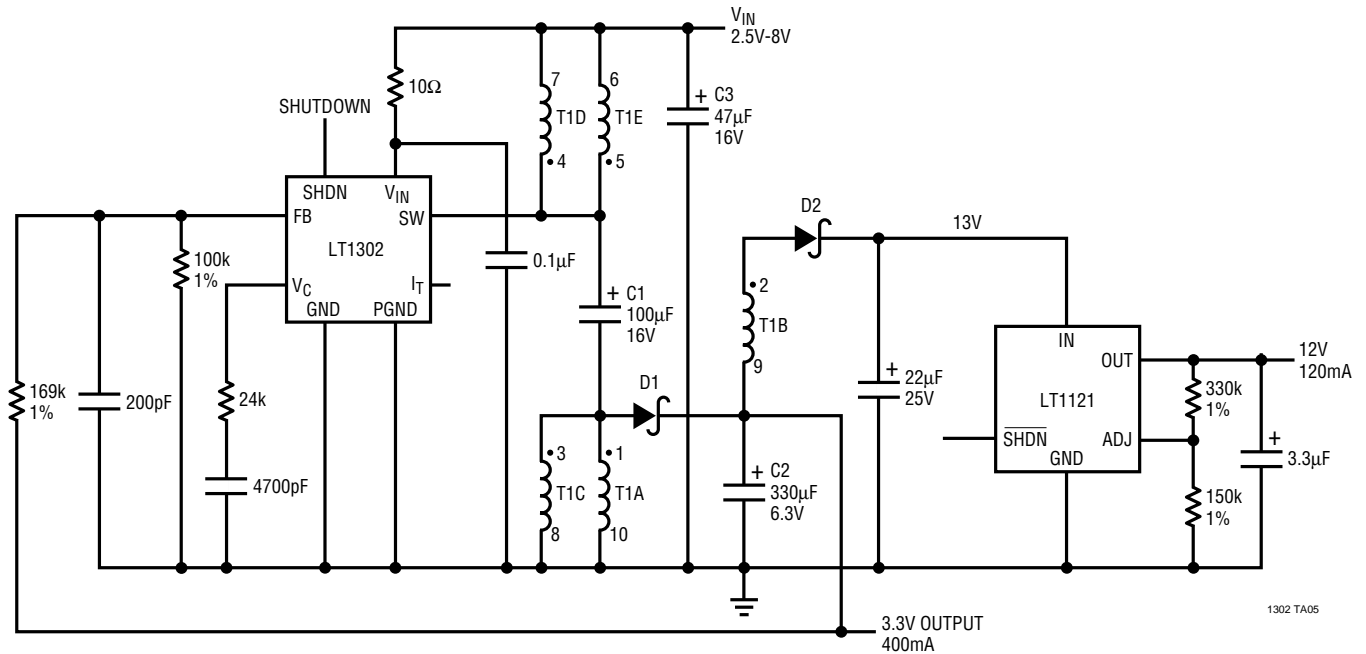 V_IN
2.5V-8V
10Ω
7
T1D
• 4
6
T1E
• 5
+ C3
47µF
16V
SHUTDOWN
SHDN
V_IN
FB
SW
LT1302
V_C
I_T
GND
PGND
100k
1%
0.1µF
+ C1
100µF
16V
D2
13V
• 2
T1B
9
169k
1%
200pF
24k
4700pF
D1
• 3
T1C
8
• 1
T1A
10
+ C2
330µF
6.3V
+
22µF
25V
IN
OUT
LT1121
SHDN
ADJ
GND
12V
120mA
330k
1%
150k
1%
+
3.3µF
3.3V OUTPUT
400mA
1302 TA05